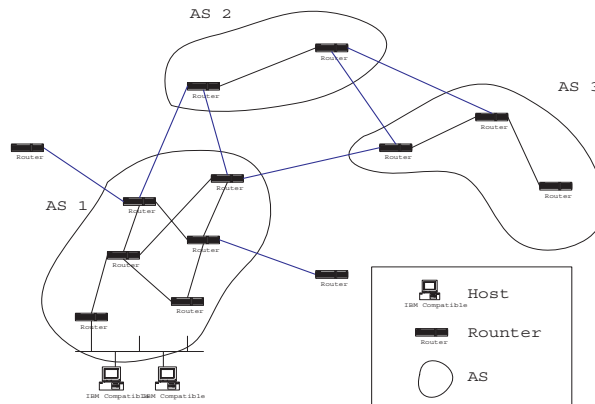 AS 2
Router
Router
AS 3
Router
Router
Router
Router
Router
AS 1
Router
Router
Router
Router
Router
Router
Router
IBM Compatible
IBM Compatible
Host
IBM Compatible
Rounter
Router
AS